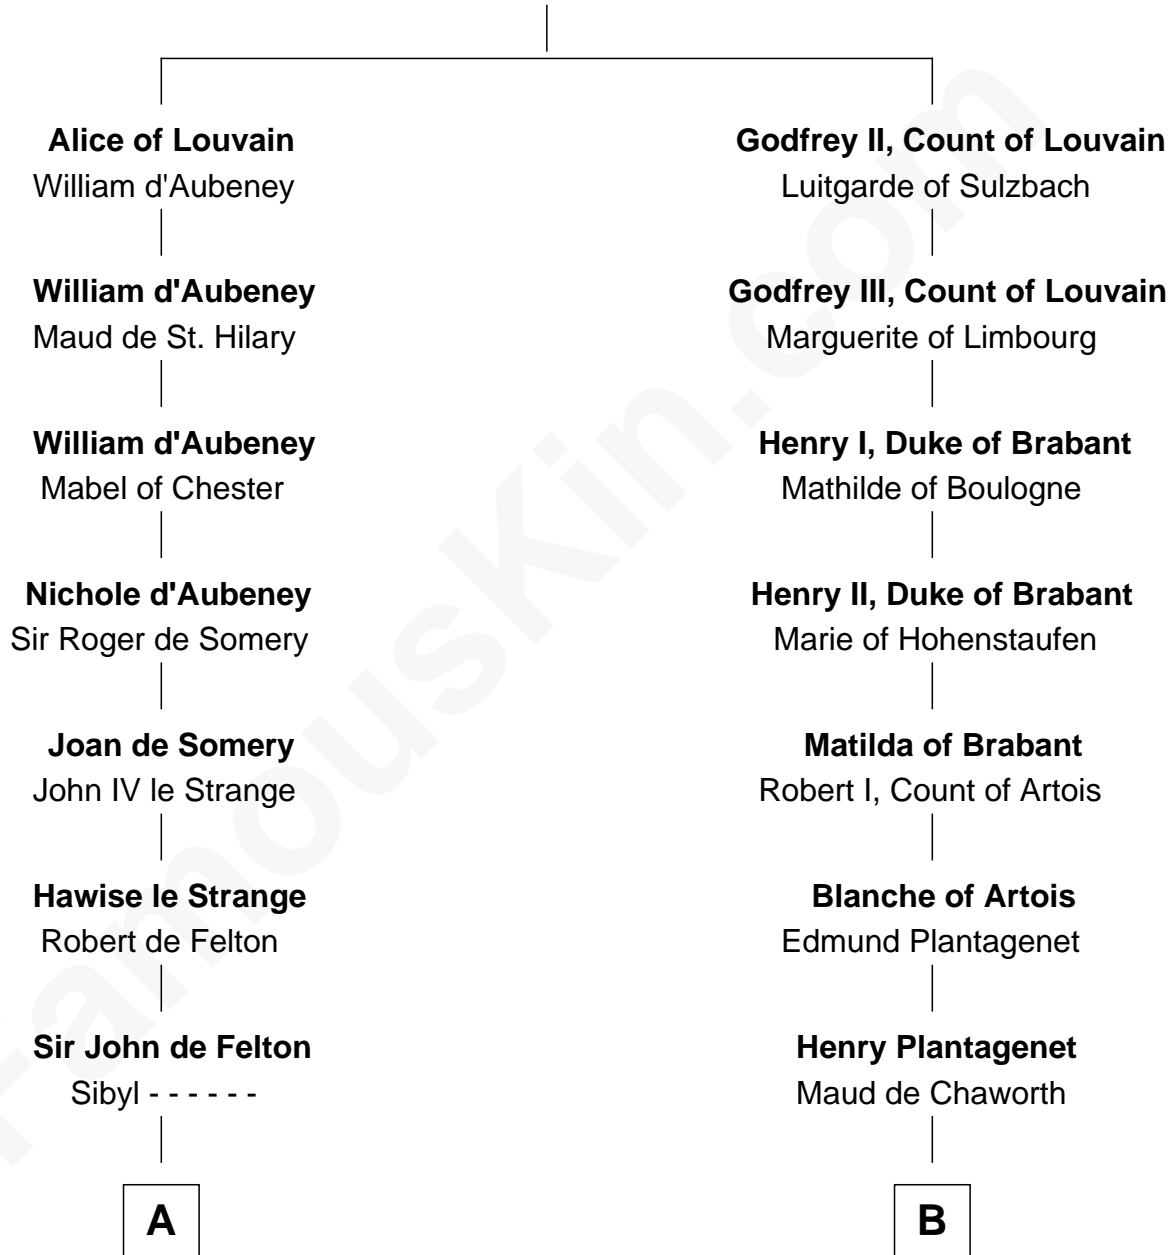 Alice of Louvain
William d'Aubeney
Godfrey II, Count of Louvain
Luitgarde of Sulzbach
William d'Aubeney
Maud de St. Hilary
Godfrey III, Count of Louvain
Marguerite of Limbourg
William d'Aubeney
Mabel of Chester
Henry I, Duke of Brabant
Mathilde of Boulogne
Nichole d'Aubeney
Sir Roger de Somery
Henry II, Duke of Brabant
Marie of Hohenstaufen
Joan de Somery
John IV le Strange
Matilda of Brabant
Robert I, Count of Artois
Hawise le Strange
Robert de Felton
Blanche of Artois
Edmund Plantagenet
Sir John de Felton
Sibyl - - - - - -
Henry Plantagenet
Maud de Chaworth
A
B
FamousKin.com